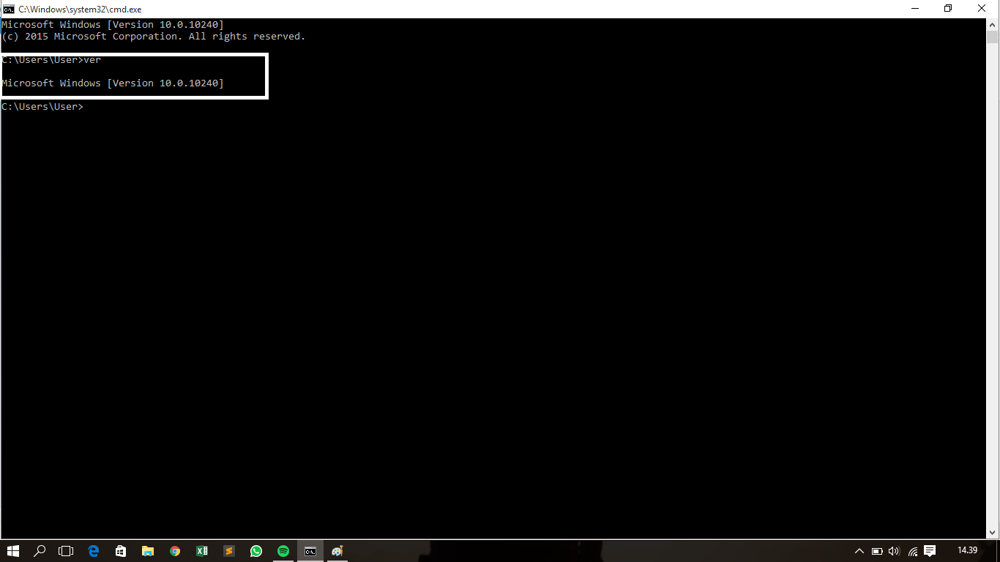 C:\Windows\system32\cmd.exe
Microsoft Windows [Version 10.0.10240]
(c) 2015 Microsoft Corporation. All rights reserved.
C:\Users\User>ver
Microsoft Windows [Version 10.0.10240]
C:\Users\User>
14.39